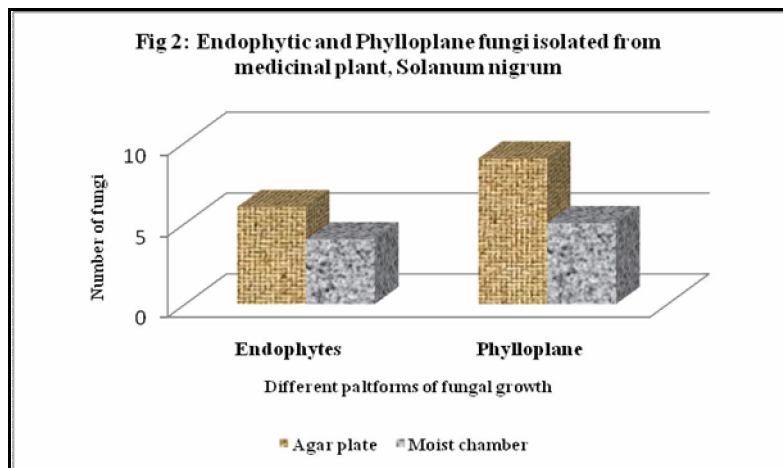 Fig 2: Endophytic and Phylloplane fungi isolated from
medicinal plant, Solanum nigrum
Number of fungi
10
5
0
Endophytes Phylloplane
Different paltforms of fungal growth
Agar plate Moist chamber